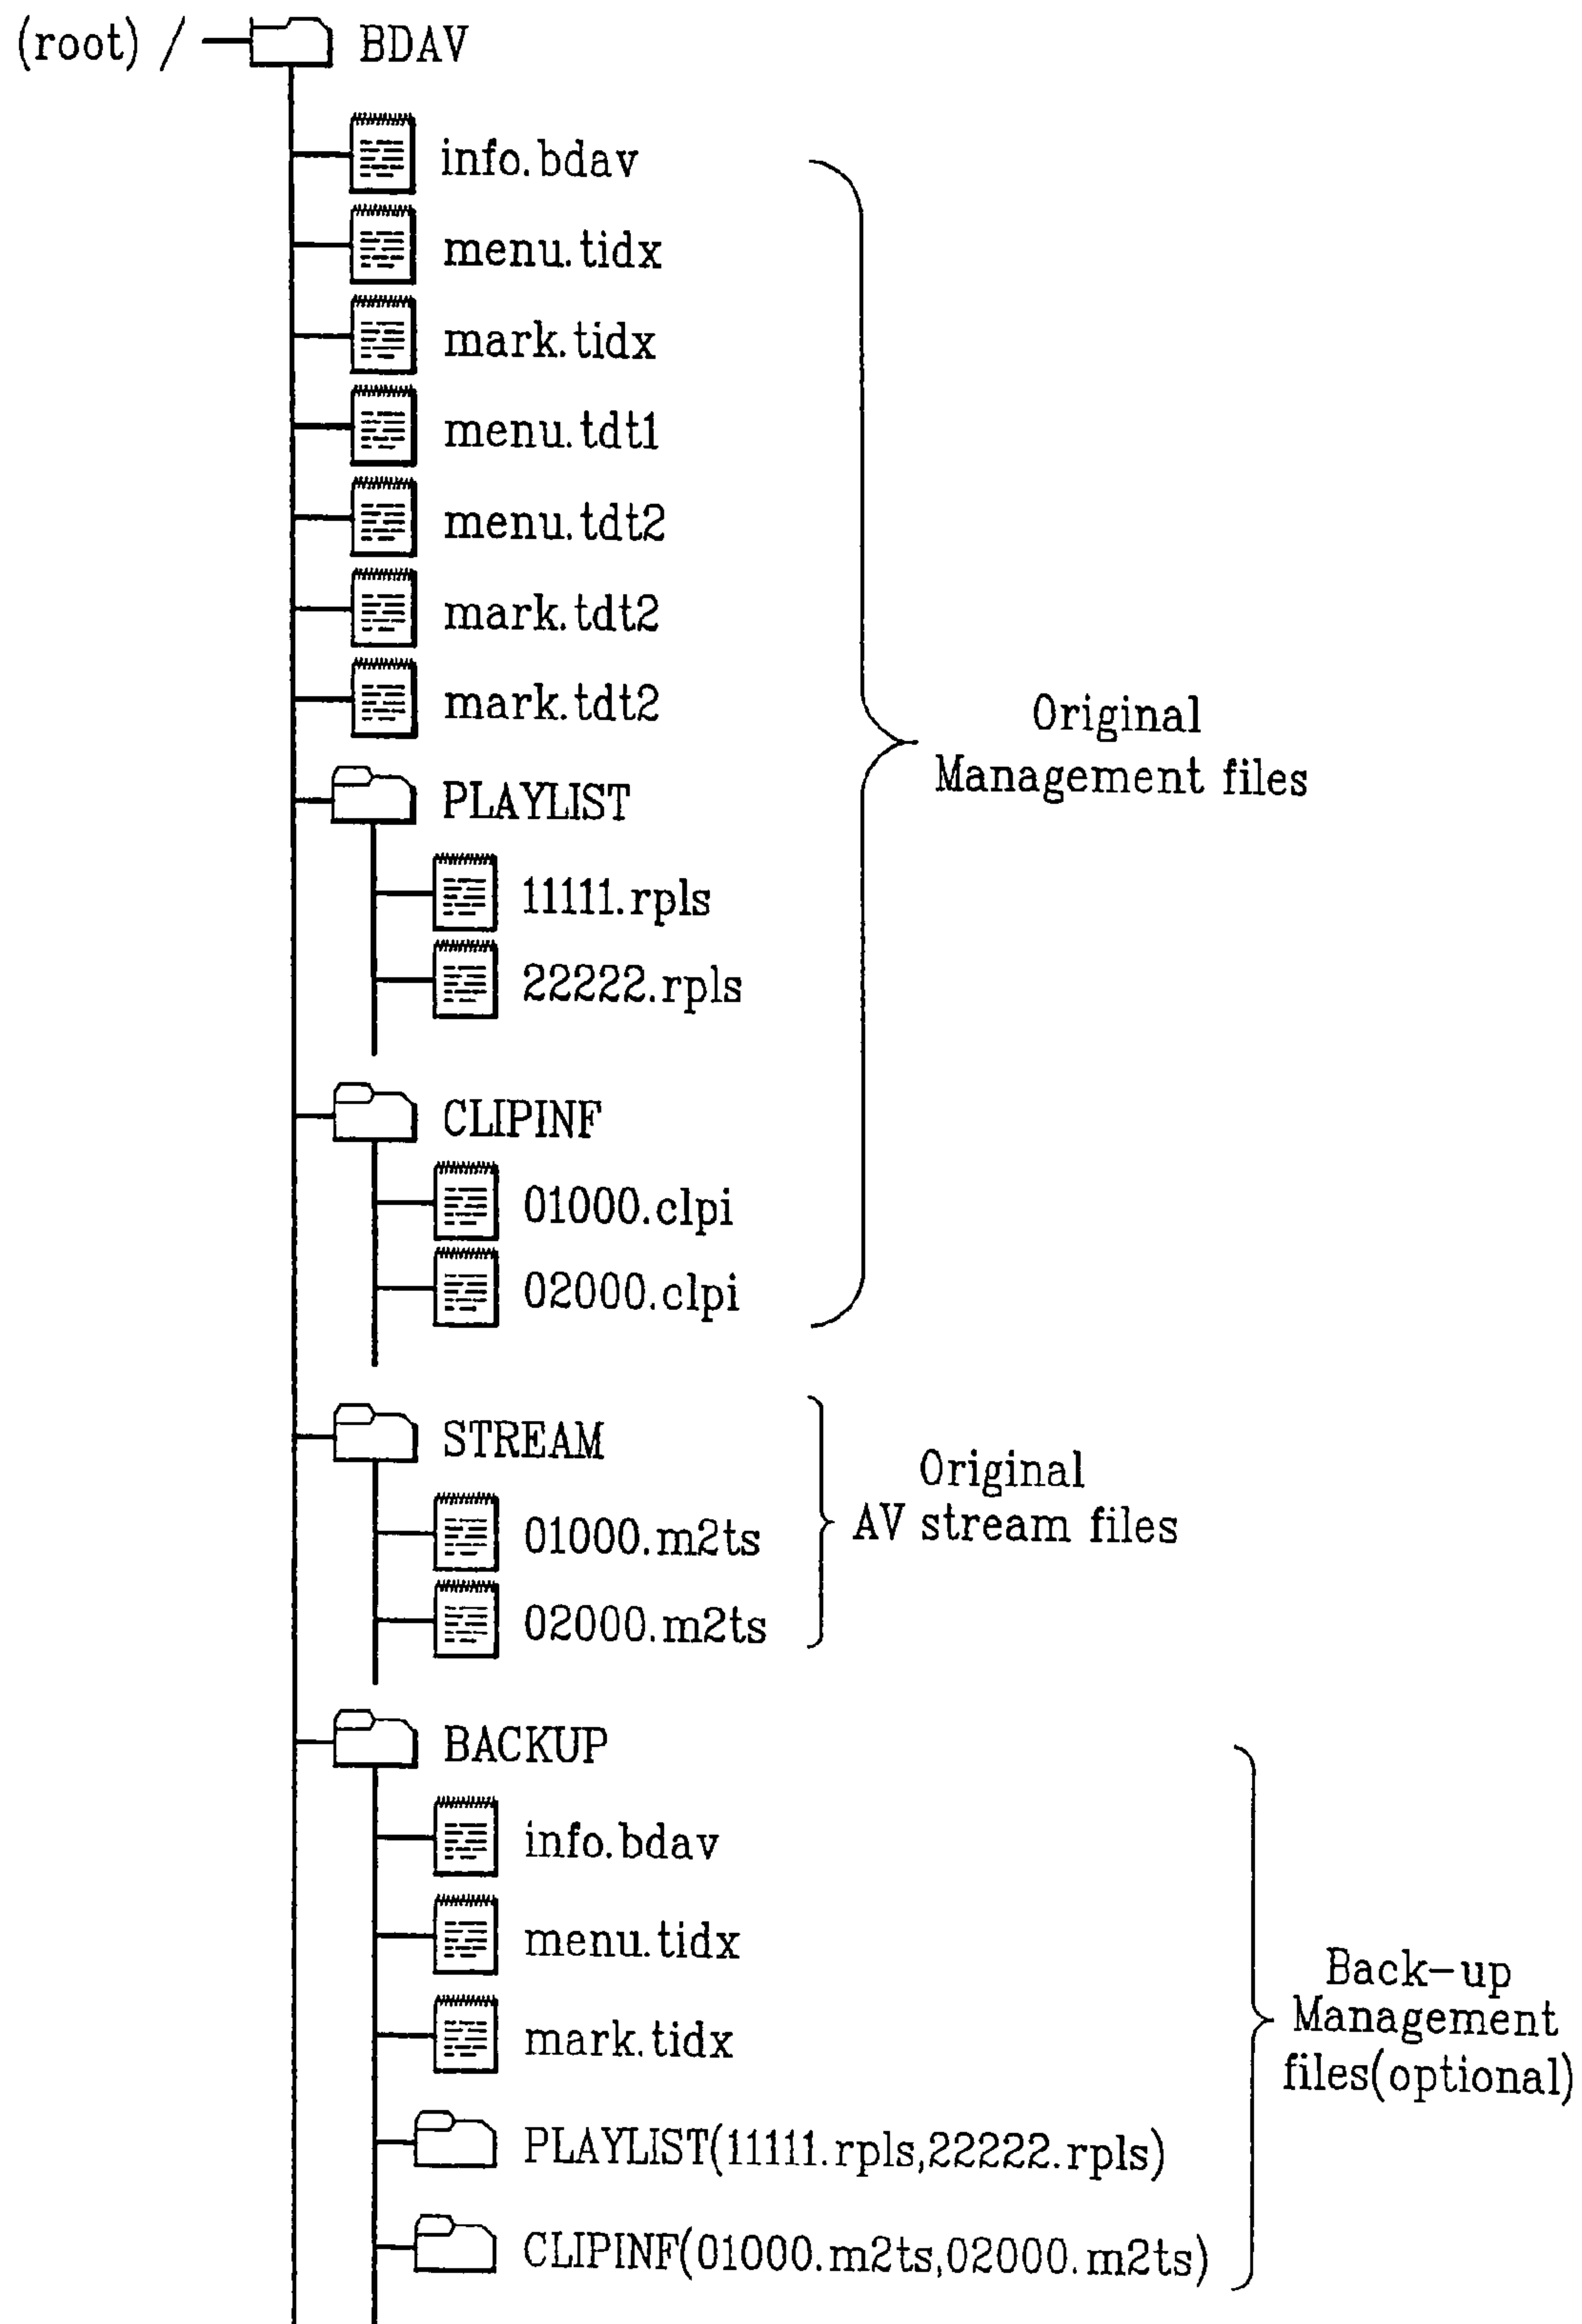 (root) / BDAV
info.bdav
menu.tidx
mark.tidx
menu.tdt1
menu.tdt2
mark.tdt2
mark.tdt2
Original
Management files
PLAYLIST
11111.rpls
22222.rpls
CLIPINF
01000.clpi
02000.clpi
STREAM
01000.m2ts
02000.m2ts
Original
AV stream files
BACKUP
info.bdav
menu.tidx
mark.tidx
PLAYLIST(11111.rpls,22222.rpls)
CLIPINF(01000.m2ts,02000.m2ts)
Back-up
Management
files(optional)